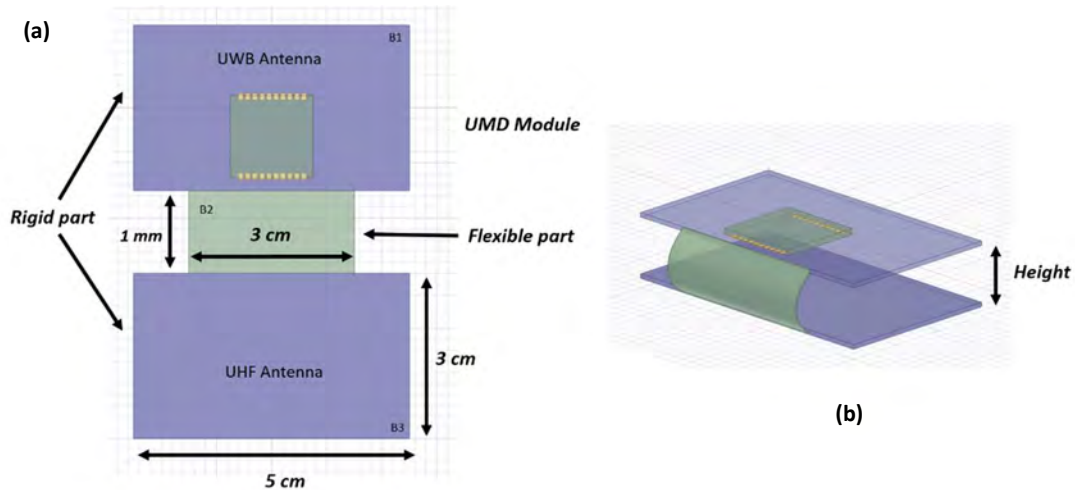 (a)
B1
UWB Antenna
UMD Module
Rigid part
B2
1 mm
3 cm
Flexible part
3 cm
UHF Antenna
B3
5 cm
Height
(b)